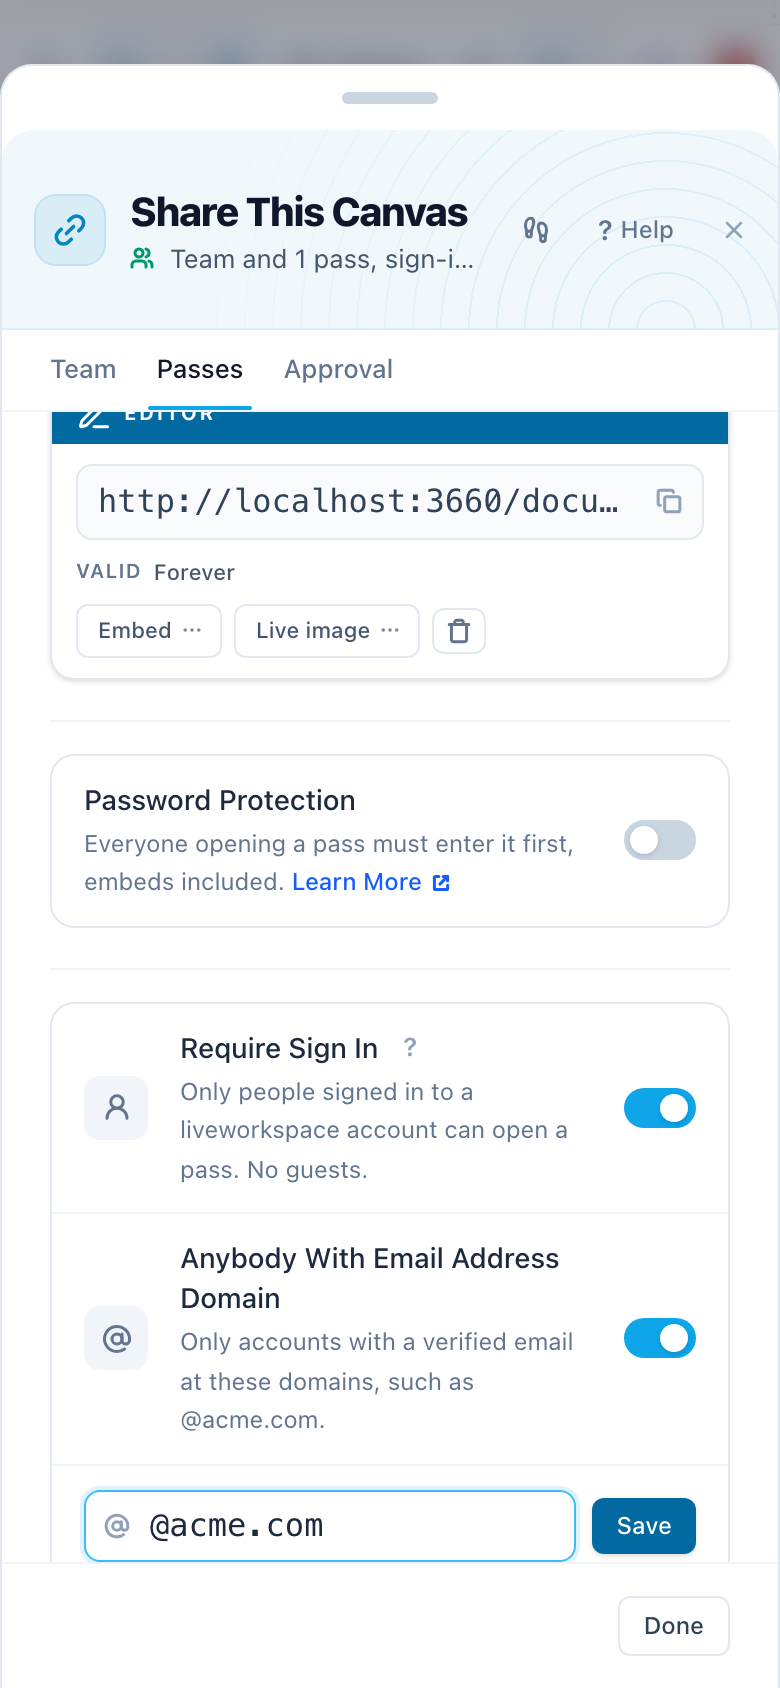 Share This Canvas
Team and 1 pass, sign-i...
? Help
Team
Passes
Approval
EDITOR
http://localhost:3660/docu…
VALID Forever
Embed ···
Live image ···
Password Protection
Everyone opening a pass must enter it first,
embeds included. Learn More
Require Sign In ?
Only people signed in to a
liveworkspace account can open a
pass. No guests.
Anybody With Email Address
Domain
Only accounts with a verified email
at these domains, such as
@acme.com.
@ @acme.com
Save
Done